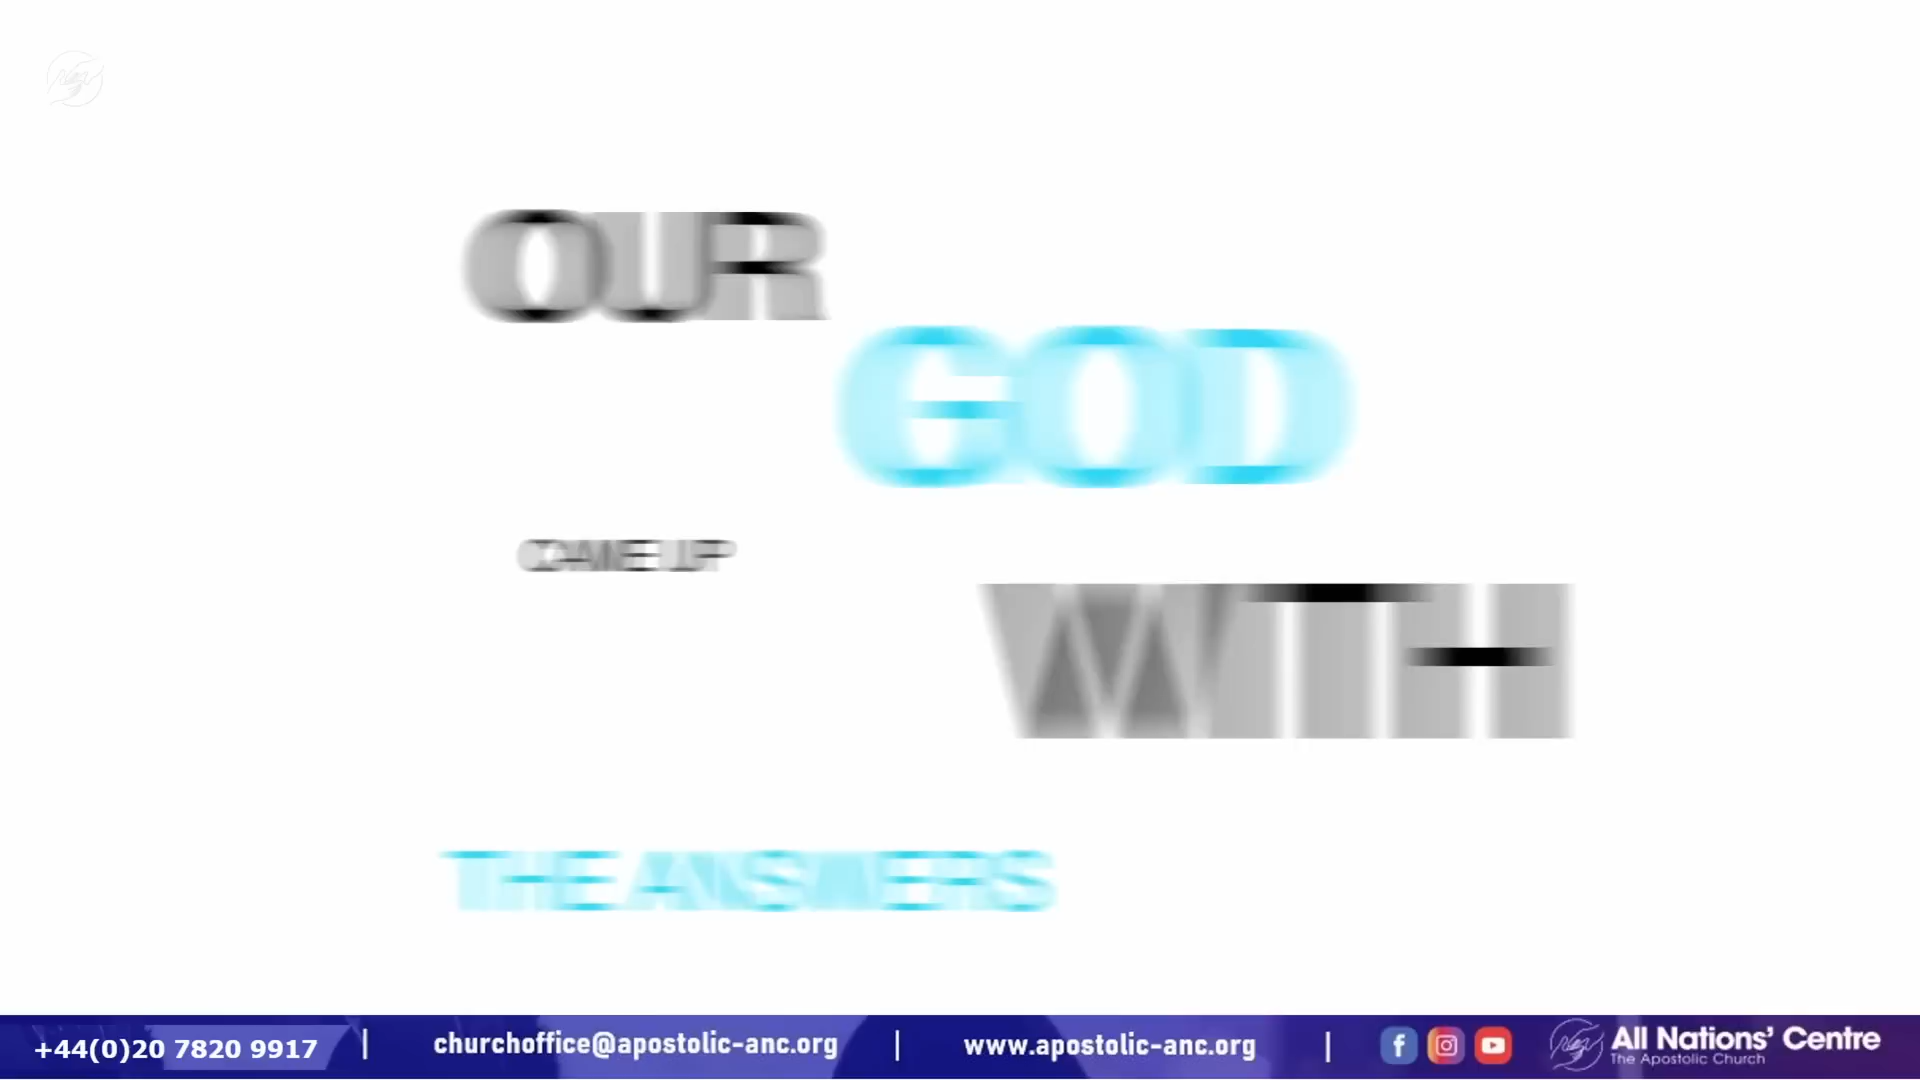 OUR
GOD
CAME UP
WITH
THE ANSWERS
+44(0)20 7820 9917 | churchoffice@apostolic-anc.org | www.apostolic-anc.org | All Nations' Centre
The Apostolic Church